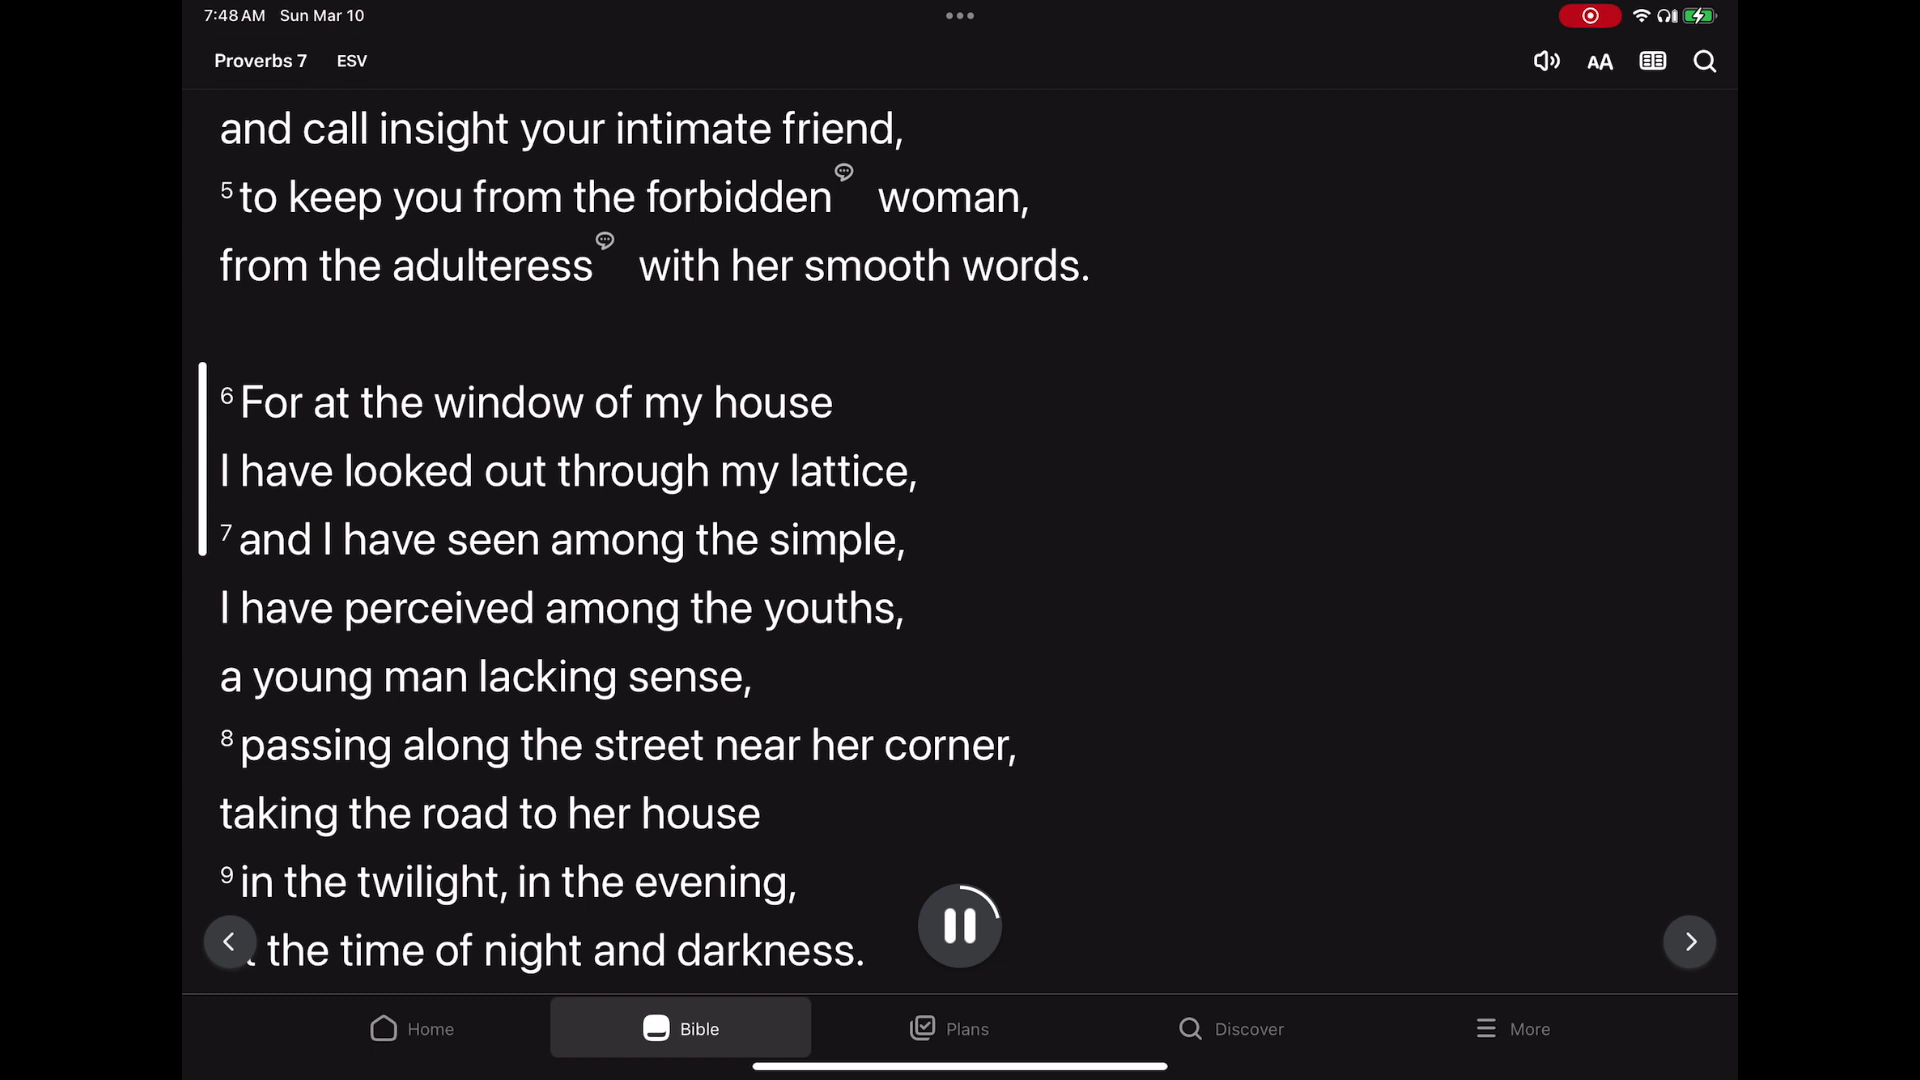 7:48 AM Sun Mar 10
Proverbs 7 ESV
AA
and call insight your intimate friend,
5 to keep you from the forbidden woman,
from the adulteress with her smooth words.
6 For at the window of my house
I have looked out through my lattice,
7 and I have seen among the simple,
I have perceived among the youths,
a young man lacking sense,
8 passing along the street near her corner,
taking the road to her house
9 in the twilight, in the evening,
the time of night and darkness.
Home Bible Plans Discover More